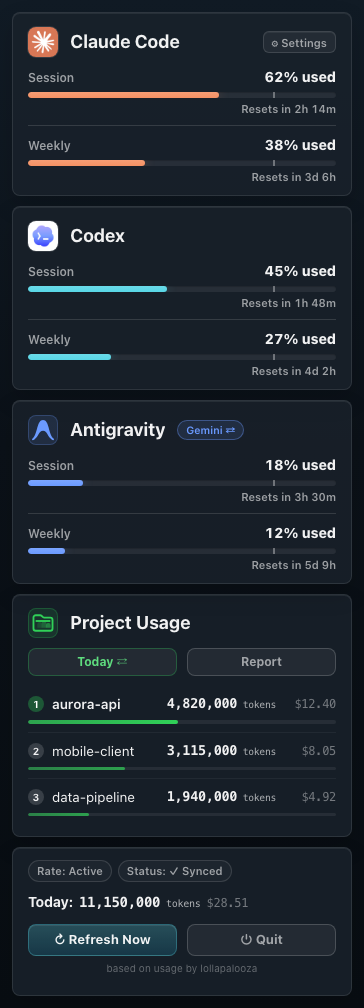 Claude Code
⚙ Settings
Session 62% used
Resets in 2h 14m
Weekly 38% used
Resets in 3d 6h
Codex
Session 45% used
Resets in 1h 48m
Weekly 27% used
Resets in 4d 2h
Antigravity Gemini ⇄
Session 18% used
Resets in 3h 30m
Weekly 12% used
Resets in 5d 9h
Project Usage
Today ⇄ Report
1 aurora-api 4,820,000 tokens $12.40
2 mobile-client 3,115,000 tokens $8.05
3 data-pipeline 1,940,000 tokens $4.92
Rate: Active Status: ✓ Synced
Today: 11,150,000 tokens $28.51
↻ Refresh Now ⏻ Quit
based on usage by lollapalooza